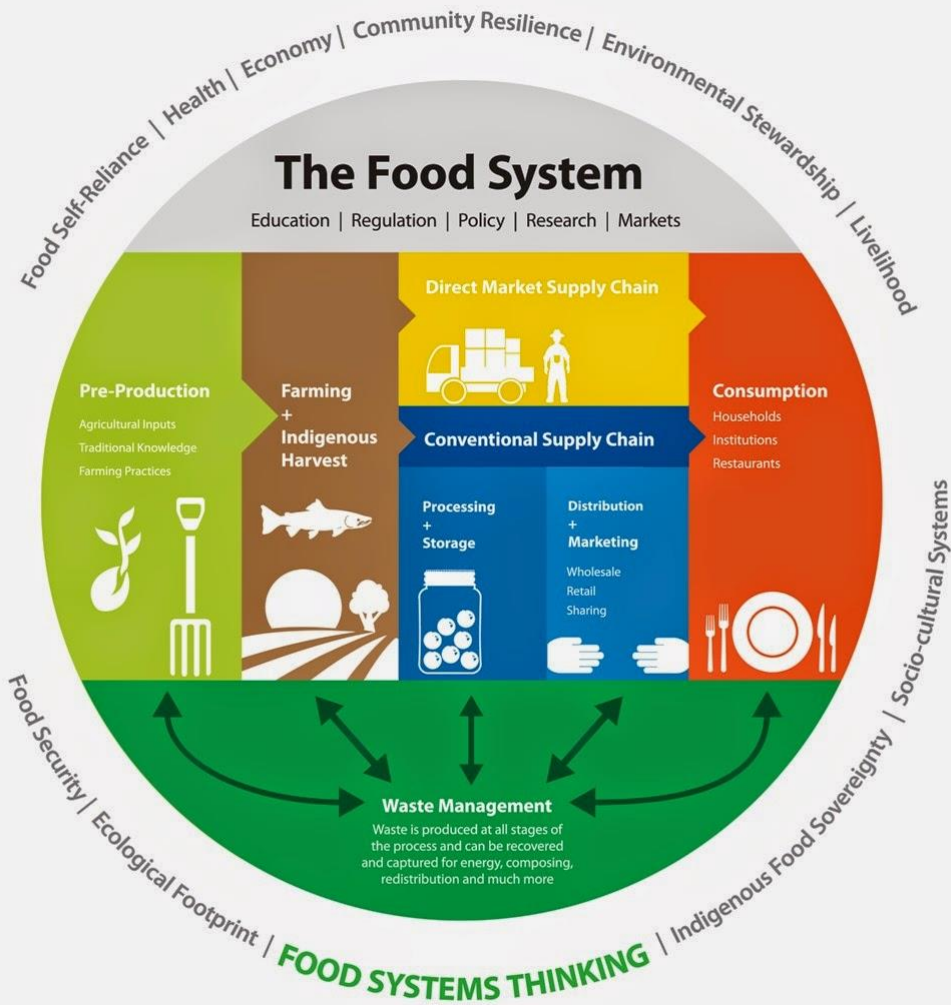 Food Self-Reliance | Health | Economy | Community Resilience | Environmental Stewardship | Livelihood
The Food System
Education | Regulation | Policy | Research | Markets
Pre-Production
Agricultural Inputs
Traditional Knowledge
Farming Practices
Farming
+
Indigenous
Harvest
Direct Market Supply Chain
Conventional Supply Chain
Processing
+
Storage
Distribution
+
Marketing
Wholesale
Retail
Sharing
Consumption
Households
Institutions
Restaurants
Waste Management
Waste is produced at all stages of
the process and can be recovered
and captured for energy, composing,
redistribution and much more
Food Security | Ecological Footprint | FOOD SYSTEMS THINKING | Indigenous Food Sovereignty | Socio-cultural Systems